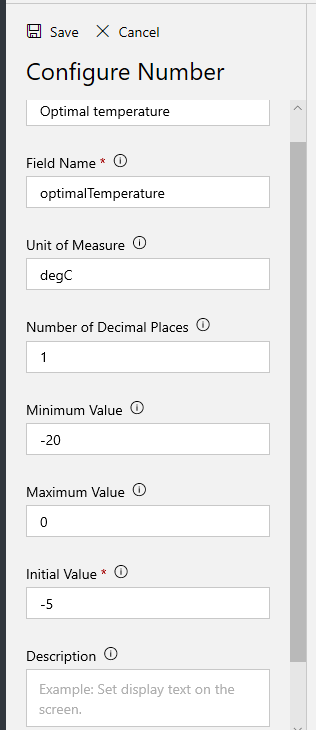 Save Cancel
Configure Number
Optimal temperature
Field Name *
optimalTemperature
Unit of Measure
degC
Number of Decimal Places
1
Minimum Value
-20
Maximum Value
0
Initial Value *
-5
Description
Example: Set display text on the
screen.